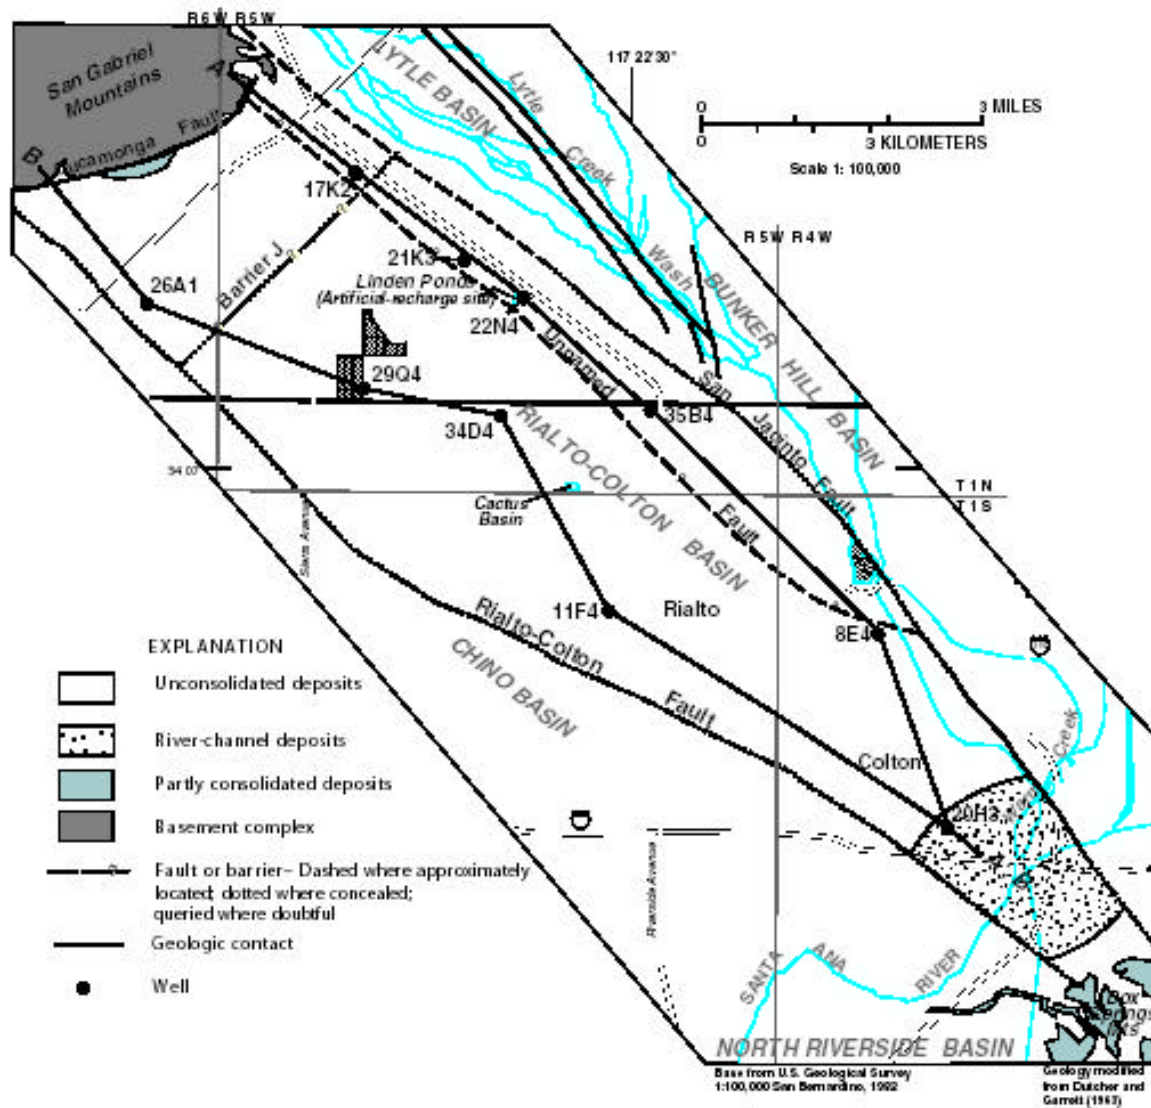 R 6 W R 5 W
117 22'30"
San Gabriel
Mountains
A
LYTLE BASIN
Lytle
Creek
Wash
0 3 MILES
0 3 KILOMETERS
Scale 1: 100,000
Cucamonga Fault
B
17K2
R 5 W R 4 W
21K3
Linden Ponds
(Artificial-recharge site)
22N4
26A1
Barrier J
BUNKER HILL BASIN
Unnamed
Fault
San Jacinto Fault
29Q4
34D4
35B4
RIALTO-COLTON BASIN
34 07'
T 1 N
T 1 S
Cactus
Basin
11F4
Rialto
8E4
Rialto-Colton
Fault
CHINO BASIN
EXPLANATION
Unconsolidated deposits
River-channel deposits
Partly consolidated deposits
Basement complex
Fault or barrier– Dashed where approximately
located; dotted where concealed;
queried where doubtful
Geologic contact
Well
Colton
Creek
20H3
Riverside Avenue
SANTA ANA RIVER
NORTH RIVERSIDE BASIN
Base from U.S. Geological Survey
1:100,000 San Bernardino, 1982
Geology modified
from Dutcher and
Garrett (1963)